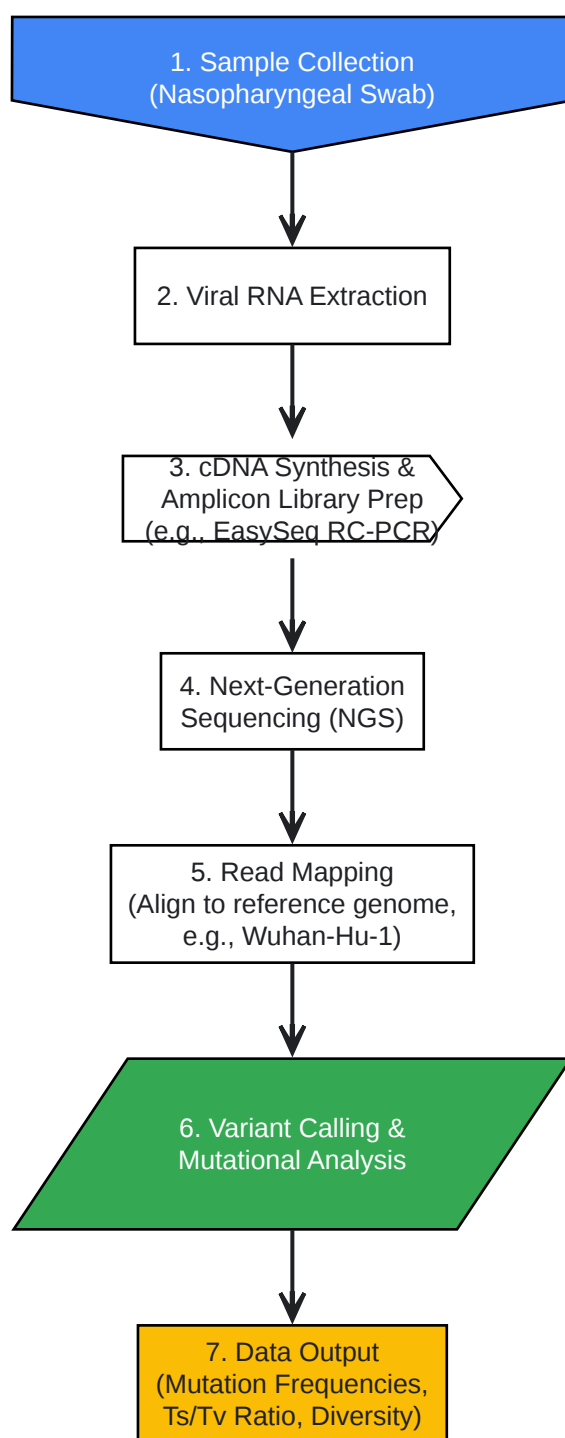 1. Sample Collection
(Nasopharyngeal Swab)
2. Viral RNA Extraction
3. cDNA Synthesis &
Amplicon Library Prep
(e.g., EasySeq RC-PCR)
4. Next-Generation
Sequencing (NGS)
5. Read Mapping
(Align to reference genome,
e.g., Wuhan-Hu-1)
6. Variant Calling &
Mutational Analysis
7. Data Output
(Mutation Frequencies,
Ts/Tv Ratio, Diversity)